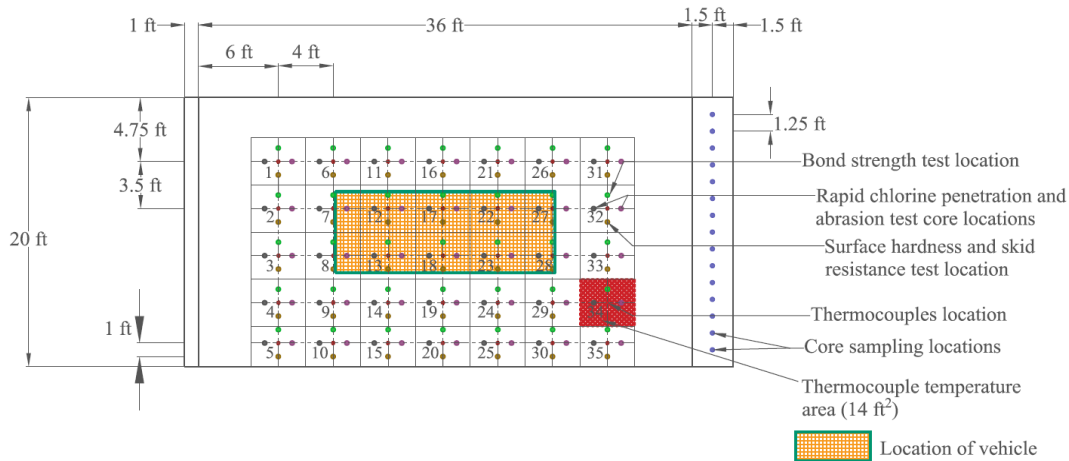 1 ft
36 ft
1.5 ft
1.5 ft
6 ft
4 ft
4.75 ft
1.25 ft
3.5 ft
20 ft
1 ft
1 6 11 16 21 26 31
2 7 12 17 22 27 32
3 8 13 18 23 28 33
4 9 14 19 24 29 34
5 10 15 20 25 30 35
Bond strength test location
Rapid chlorine penetration and
abrasion test core locations
Surface hardness and skid
resistance test location
Thermocouples location
Core sampling locations
Thermocouple temperature
area (14 ft²)
Location of vehicle